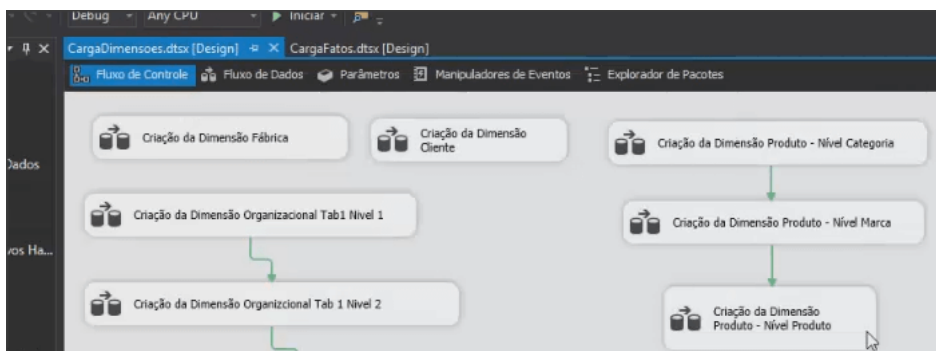 Debug Any CPU Iniciar
CargaDimensoes.dtsx [Design] CargaFatos.dtsx [Design]
Fluxo de Controle Fluxo de Dados Parâmetros Manipuladores de Eventos Explorador de Pacotes
Criação da Dimensão Fábrica
Criação da Dimensão
Cliente
Criação da Dimensão Produto - Nível Categoria
Dados
Criação da Dimensão Organizacional Tab1 Nivel 1
Criação da Dimensão Produto - Nível Marca
vos Ha...
Criação da Dimensão Organizcional Tab 1 Nivel 2
Criação da Dimensão
Produto - Nível Produto